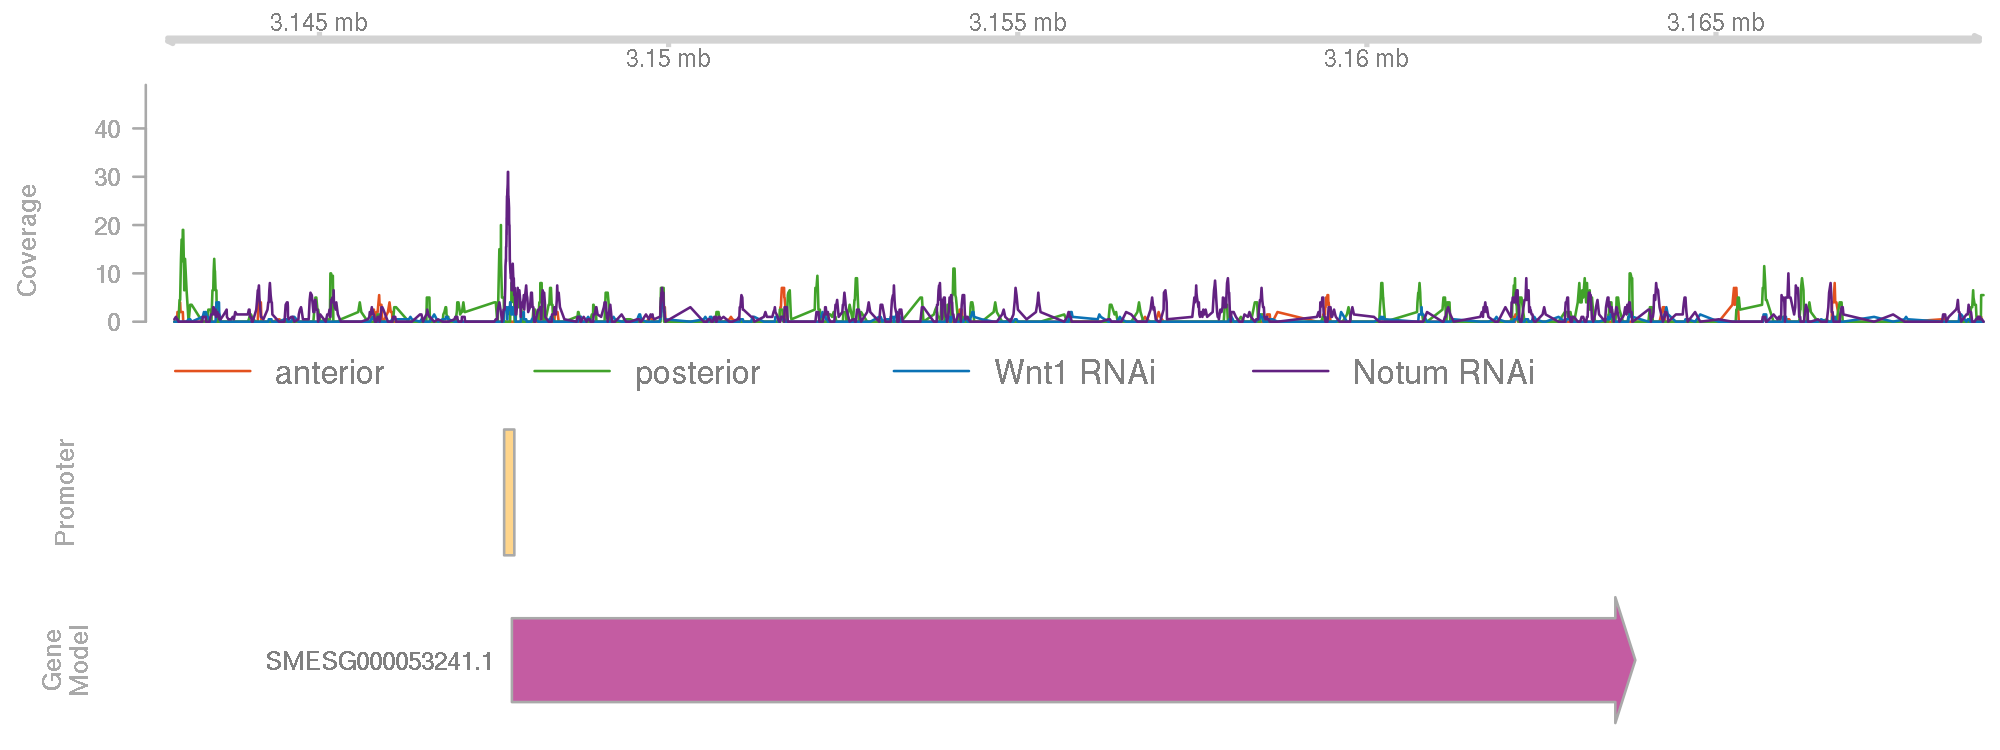 3.145 mb
3.155 mb
3.165 mb
3.15 mb
3.16 mb
Coverage
40
30
20
10
0
anterior
posterior
Wnt1 RNAi
Notum RNAi
Promoter
Gene
Model
SMESG000053241.1